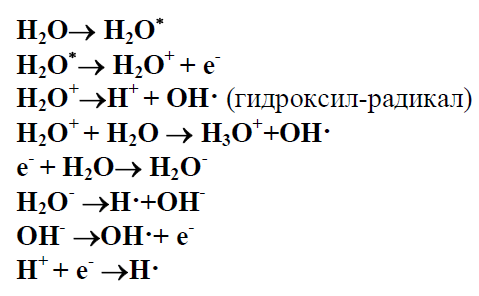 H₂O→ H₂O*
H₂O*→ H₂O⁺ + e⁻
H₂O⁺→H⁺ + OH· (гидроксил-радикал)
H₂O⁺ + H₂O → H₃O⁺+OH·
e⁻ + H₂O→ H₂O⁻
H₂O⁻ →H·+OH⁻
OH⁻ →OH·+ e⁻
H⁺ + e⁻ →H·